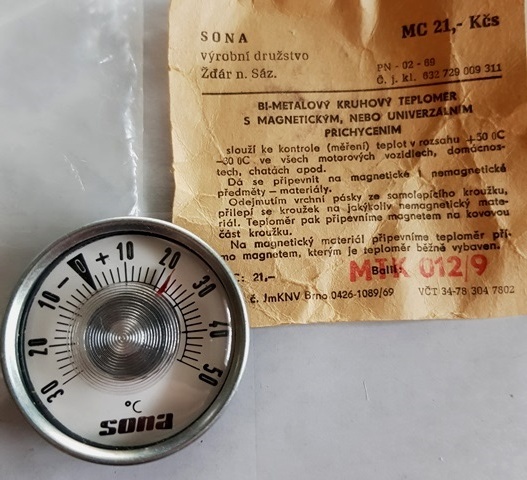 SONA
MC 21,- Kčs
výrobní družstvo
Žďár n. Sáz.
PN - 02 - 69
Č. j. kl. 632 729 009 311
BI-METALOVÝ KRUHOVÝ TEPLOMĚR
S MAGNETICKÝM, NEBO UNIVERZÁLNÍM
PŘICHYCENÍM
slouží ke kontrole (měření) teplot v rozsahu +50 0C
-30 0C ve všech motorových vozidlech, domácnos-
tech, chatách apod.
Dá se připevnit na magnetické i nemagnetické
předměty - materiály.
Odejmutím vrchní pásky ze samolepícího kroužku,
přilepí se kroužek na jakýkoliv nemagnetický mate-
riál. Teploměr pak připevníme magnetem na kovovou
část kroužku.
Na magnetický materiál připevníme teploměr pří-
mo magnetem, kterým je teploměr běžně vybaven.
C: 21,-
Balil:
MTK 012/9
č. JmKNV Brno 0426-1089/69
VČT 34-78 304 7802
30 20 10 - 0 + 10 20 30 40 50
°C
sona